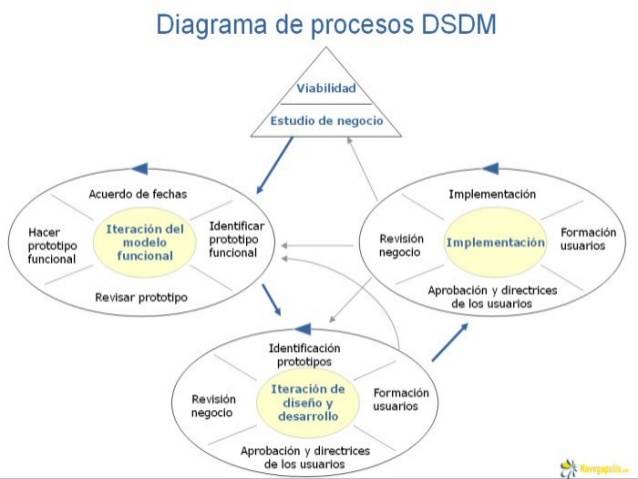 Diagrama de procesos DSDM
Viabilidad
Estudio de negocio
Acuerdo de fechas
Hacer
prototipo
funcional
Iteración del
modelo
funcional
Identificar
prototipo
funcional
Revisar prototipo
Implementación
Revisión
negocio
Implementación
Formación
usuarios
Aprobación y directrices
de los usuarios
Identificación
prototipos
Revisión
negocio
Iteración de
diseño y
desarrollo
Formación
usuarios
Aprobación y directrices
de los usuarios
Navegapolis